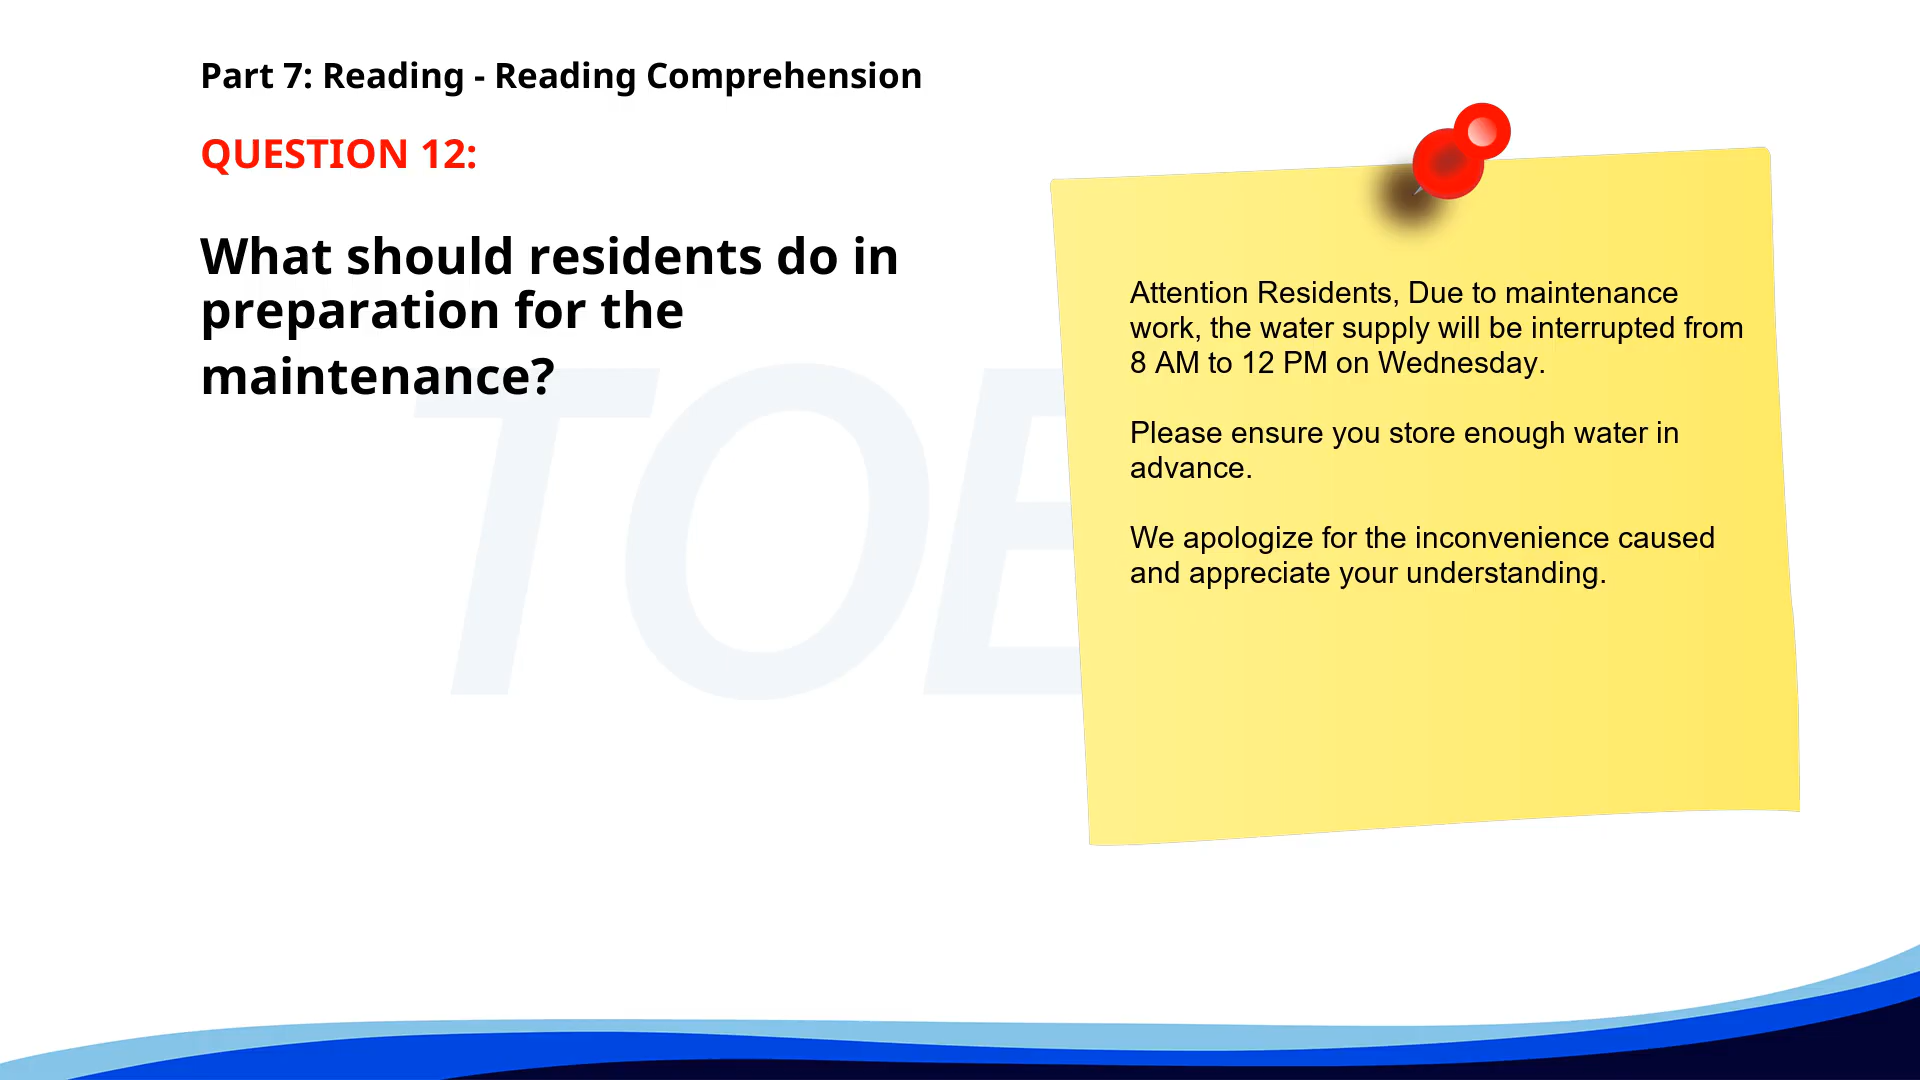 Part 7: Reading - Reading Comprehension
QUESTION 12:
What should residents do in
preparation for the
maintenance?
Attention Residents, Due to maintenance
work, the water supply will be interrupted from
8 AM to 12 PM on Wednesday.
Please ensure you store enough water in
advance.
We apologize for the inconvenience caused
and appreciate your understanding.
TOE